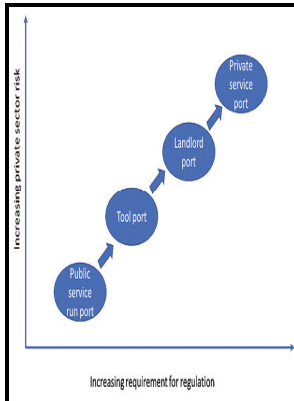 Increasing private sector risk
Private
service
port
Landlord
port
Tool port
Public
service
run port
Increasing requirement for regulation